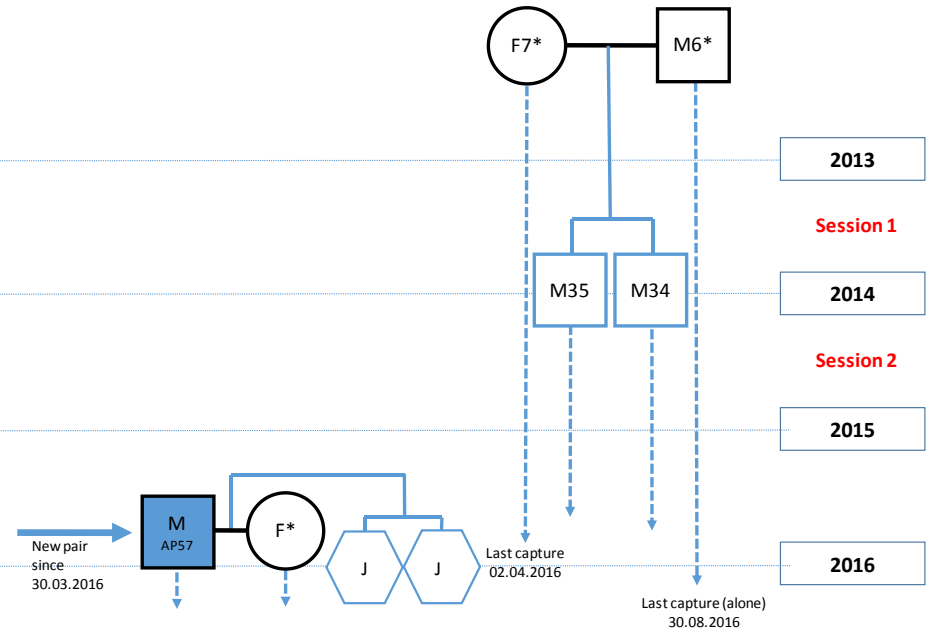 F7*
M6*
2013
Session 1
M35
M34
2014
Session 2
2015
M
AP57
F*
New pair
since
30.03.2016
J
J
Last capture
02.04.2016
2016
Last capture (alone)
30.08.2016